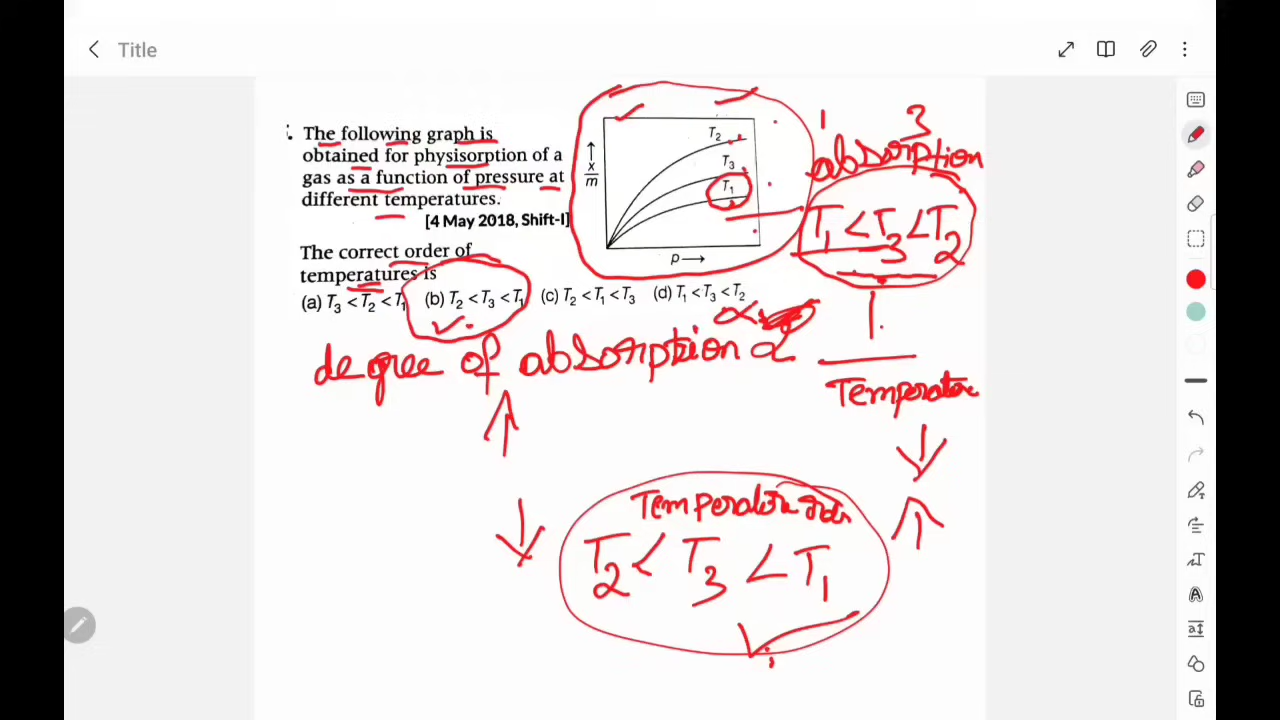 Title
The following graph is
obtained for physisorption of a
gas as a function of pressure at
different temperatures.
[4 May 2018, Shift-I]
The correct order of
temperatures is
(a) T3 < T2 < T1 (b) T2 < T3 < T1 (c) T2 < T1 < T3 (d) T1 < T3 < T2
x/m
T2
T3
T1
p→
absorption
T1 < T3 < T2
degree of absorption ∝ 1
Temperature
Temperature
T2 < T3 < T1